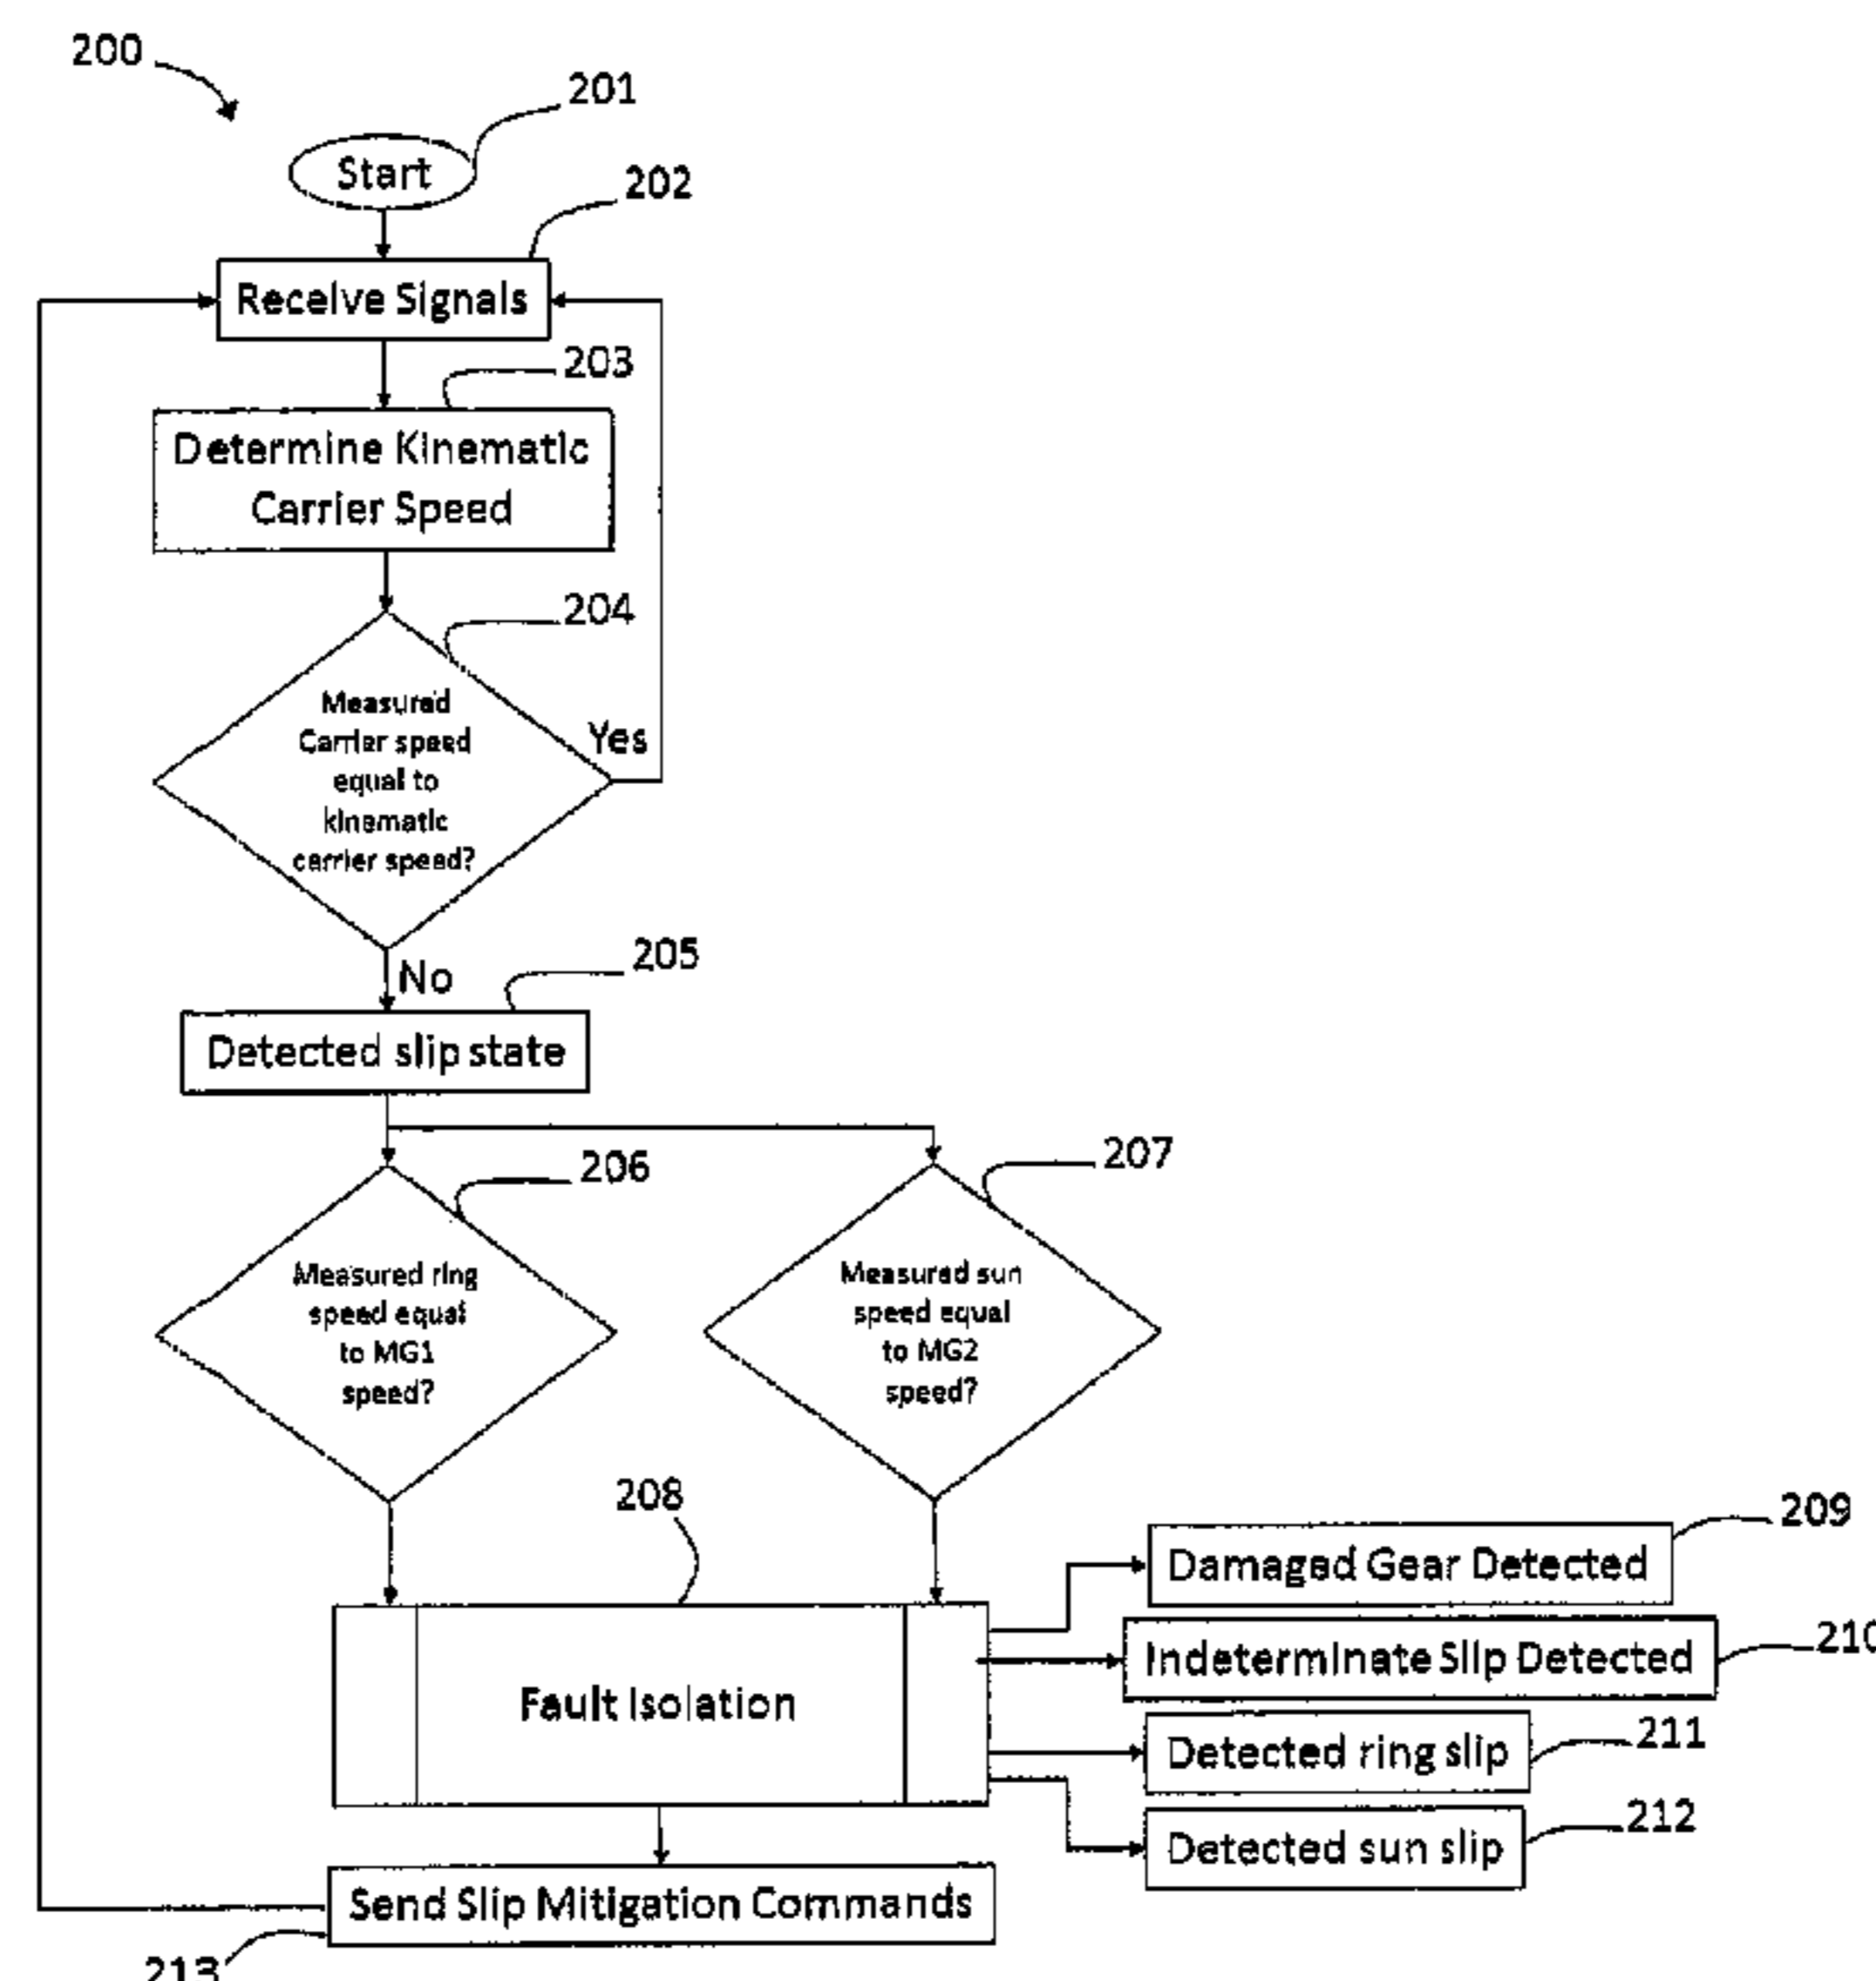 200
201
Start
202
Receive Signals
203
Determine Kinematic
Carrier Speed
204
Measured
Carrier speed
equal to
kinematic
carrier speed?
Yes
No
205
Detected slip state
206
Measured ring
speed equal
to MG1
speed?
207
Measured sun
speed equal
to MG2
speed?
208
Fault Isolation
209
Damaged Gear Detected
210
Indeterminate Slip Detected
211
Detected ring slip
212
Detected sun slip
Send Slip Mitigation Commands
213